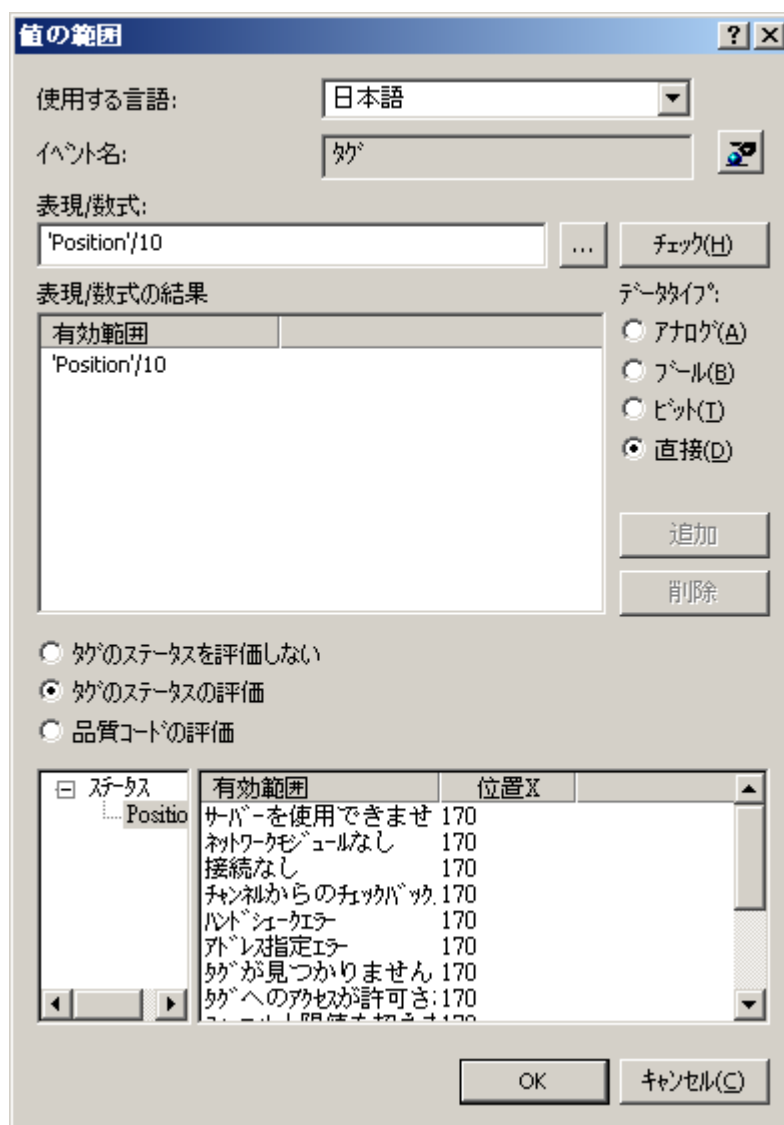 値の範囲
使用する言語:
日本語
イベント名:
タグ
表現/数式:
'Position'/10
...
チェック(H)
表現/数式の結果
データタイプ:
有効範囲
'Position'/10
アナログ(A)
ブール(B)
ビット(T)
直接(D)
追加
削除
タグのステータスを評価しない
タグのステータスの評価
品質コードの評価
ステータス
Positio
有効範囲 位置X
サーバーを使用できませ 170
ネットワークモジュールなし 170
接続なし 170
チャンネルからのチェックバック 170
ハンドシェークエラー 170
アドレス指定エラー 170
タグが見つかりません 170
タグへのアクセスが許可さ 170
OK
キャンセル(C)